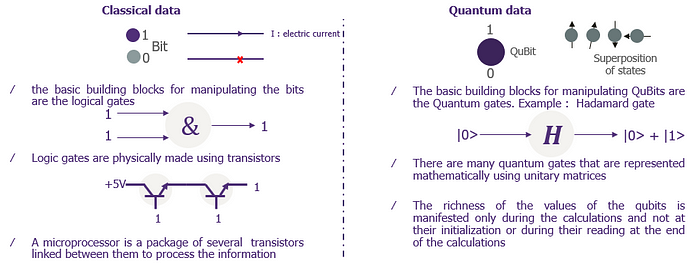 Classical data
1
Bit
0
I : electric current
/ the basic building blocks for manipulating the bits
are the logical gates
1
1
&
1
/ Logic gates are physically made using transistors
+5V
1
1
1
/ A microprocessor is a package of several transistors
linked between them to process the information
Quantum data
1
QuBit
0
Superposition
of states
/ The basic building blocks for manipulating QuBits are
the Quantum gates. Example : Hadamard gate
|0>
H
|0> + |1>
/ There are many quantum gates that are represented
mathematically using unitary matrices
/ The richness of the values of the qubits is
manifested only during the calculations and not at
their initialization or during their reading at the end
of the calculations